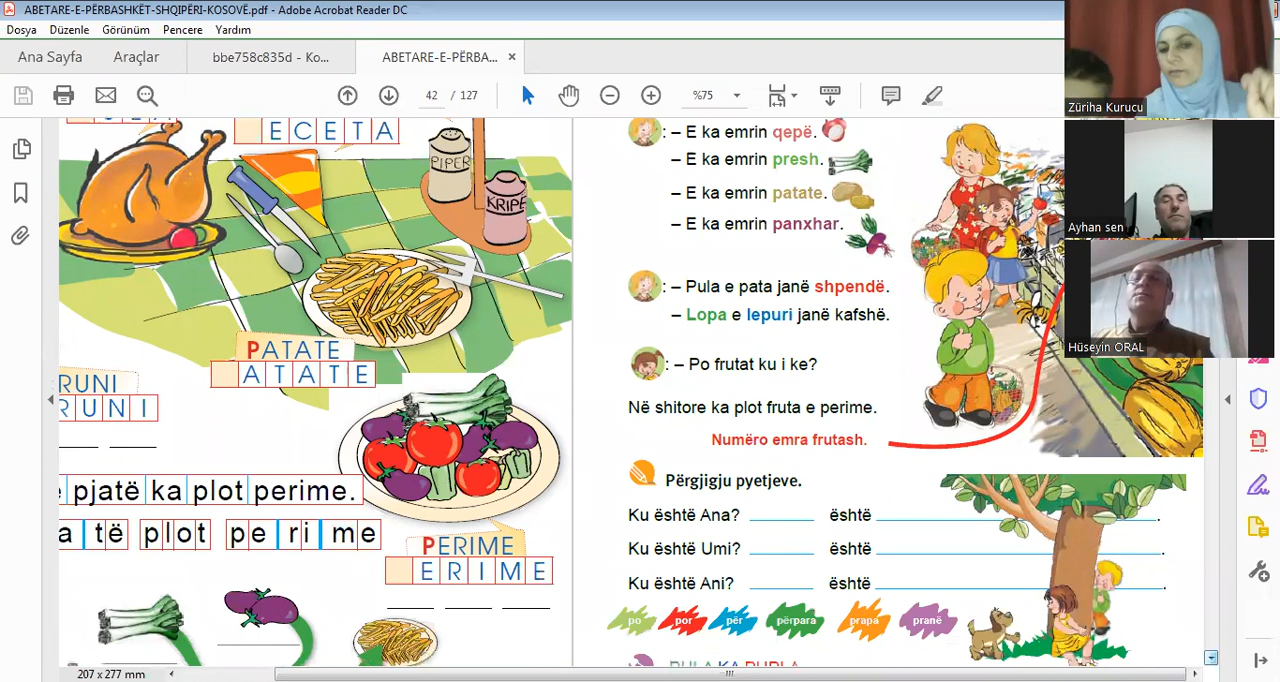 ABETARE-E-PËRBASHKËT-SHQIPËRI-KOSOVË.pdf - Adobe Acrobat Reader DC
Dosya Düzenle Görünüm Pencere Yardım
Ana Sayfa Araçlar bbe758c835d - Ko... ABETARE-E-PËRBA... ×
42 / 127 %75
ECETA
PIPER
KRIPË
PATATE
ATATE
RUNI
RUNI
pjatë ka plot perime.
a të plot pe ri me
PERIME
ERIME
: – E ka emrin qepë.
– E ka emrin presh.
– E ka emrin patate.
– E ka emrin panxhar.
: – Pula e pata janë shpendë.
– Lopa e lepuri janë kafshë.
: – Po frutat ku i ke?
Në shitore ka plot fruta e perime.
Numëro emra frutash.
Përgjigju pyetjeve.
Ku është Ana? është .
Ku është Umi? është .
Ku është Ani? është .
po por për përpara prapa pranë
Züriha Kurucu
Ayhan sen
Hüseyin ORAL
207 x 277 mm